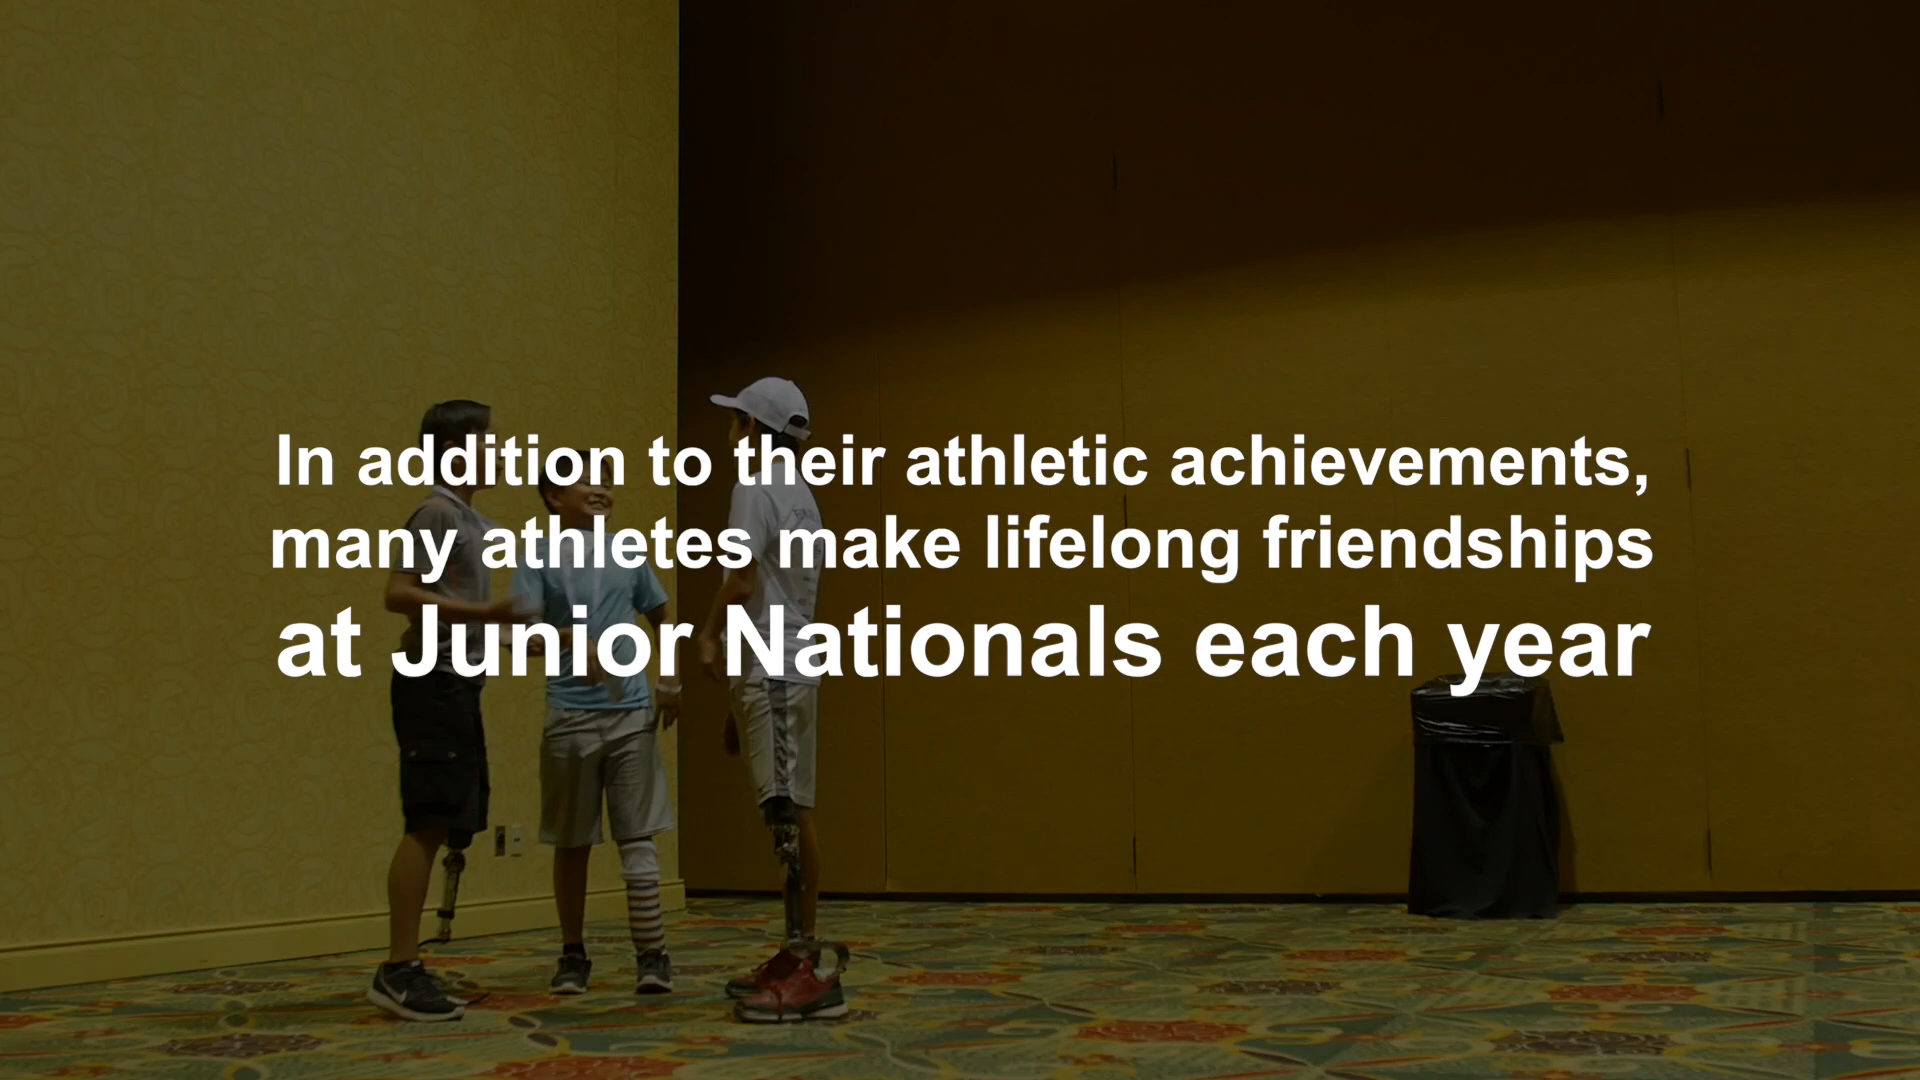 In addition to their athletic achievements,
many athletes make lifelong friendships
at Junior Nationals each year